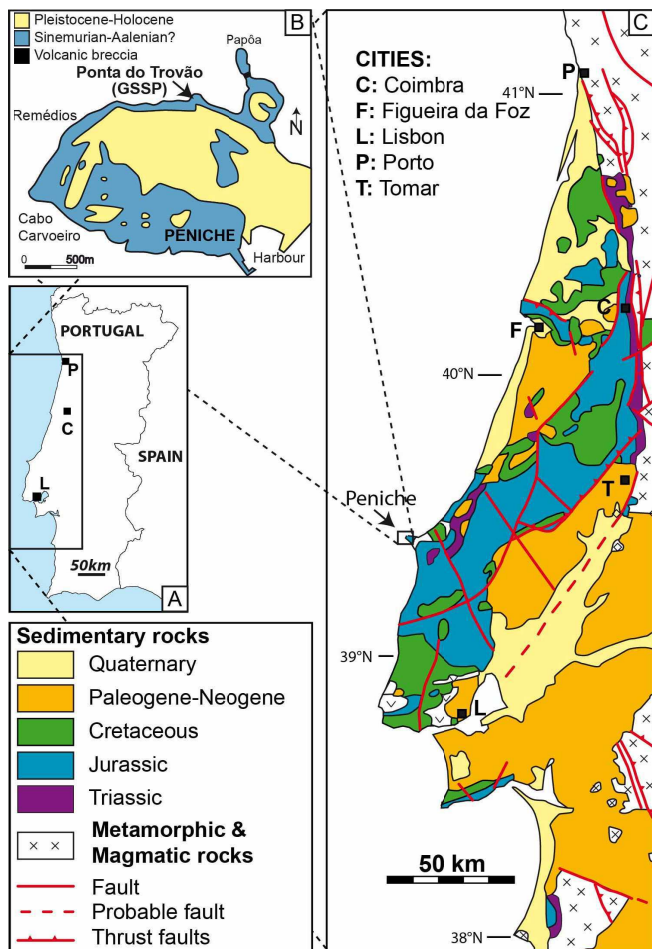 Pleistocene-Holocene
Sinemurian-Aalenian?
Volcanic breccia
B
Papôa
Ponta do Trovão
(GSSP)
Remédios
N
Cabo
Carvoeiro
PENICHE
Harbour
0 500m
PORTUGAL
P
C
SPAIN
L
50km
A
Sedimentary rocks
Quaternary
Paleogene-Neogene
Cretaceous
Jurassic
Triassic
Metamorphic &
Magmatic rocks
Fault
Probable fault
Thrust faults
C
CITIES:
C: Coimbra
F: Figueira da Foz
L: Lisbon
P: Porto
T: Tomar
P
41°N
C
F
40°N
T
Peniche
39°N
L
50 km
38°N